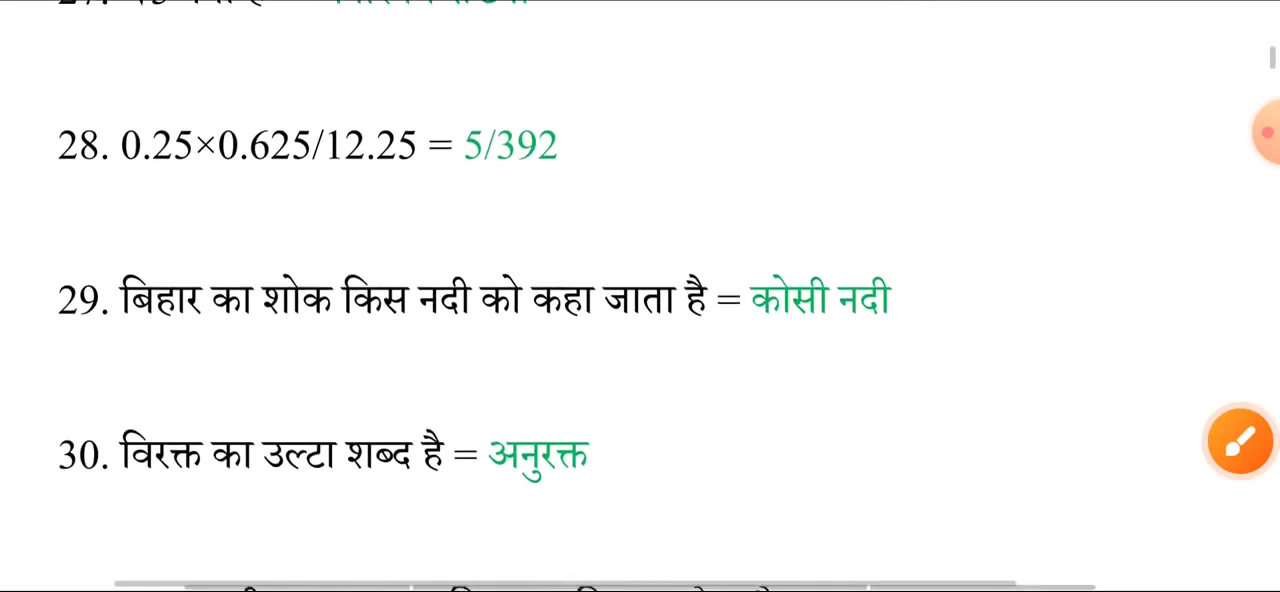 28. 0.25×0.625/12.25 = 5/392
29. बिहार का शोक किस नदी को कहा जाता है = कोसी नदी
30. विरक्त का उल्टा शब्द है = अनुरक्त